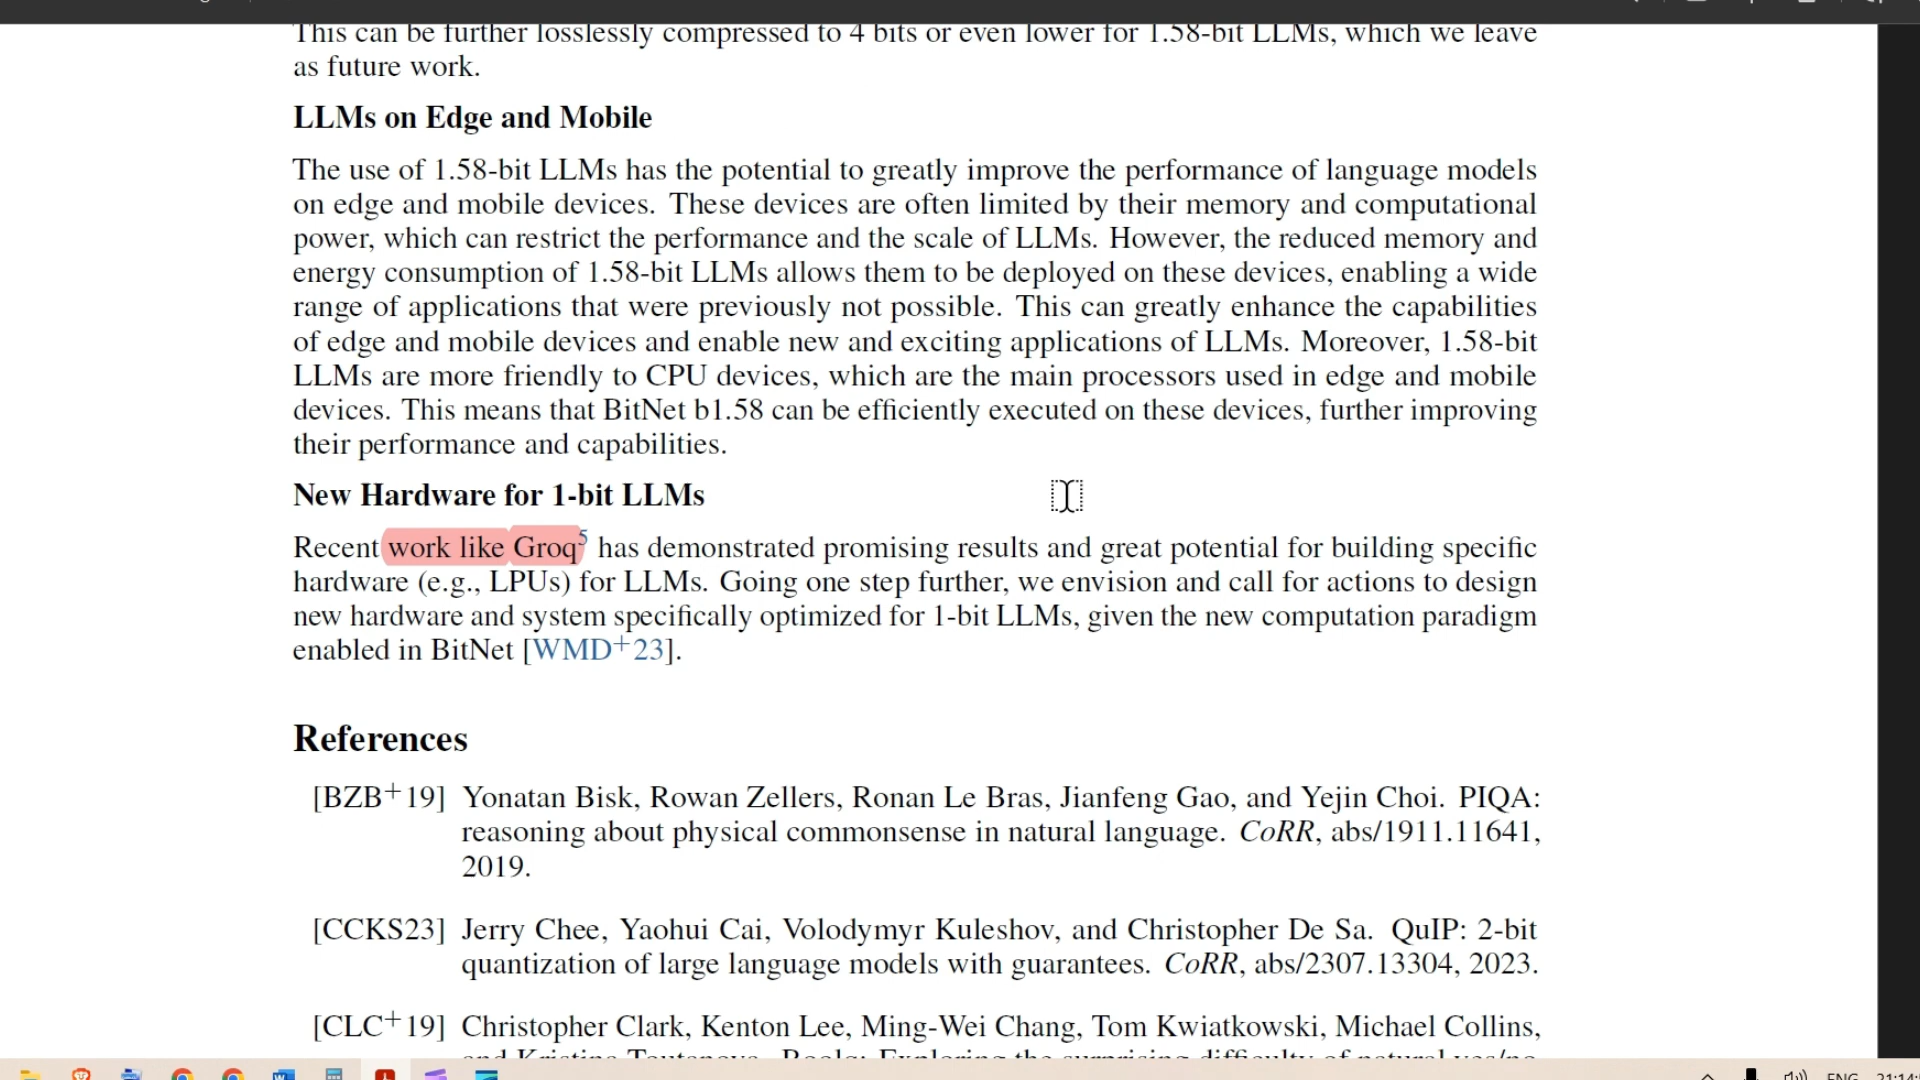 This can be further losslessly compressed to 4 bits or even lower for 1.58-bit LLMs, which we leave
as future work.
LLMs on Edge and Mobile
The use of 1.58-bit LLMs has the potential to greatly improve the performance of language models
on edge and mobile devices. These devices are often limited by their memory and computational
power, which can restrict the performance and the scale of LLMs. However, the reduced memory and
energy consumption of 1.58-bit LLMs allows them to be deployed on these devices, enabling a wide
range of applications that were previously not possible. This can greatly enhance the capabilities
of edge and mobile devices and enable new and exciting applications of LLMs. Moreover, 1.58-bit
LLMs are more friendly to CPU devices, which are the main processors used in edge and mobile
devices. This means that BitNet b1.58 can be efficiently executed on these devices, further improving
their performance and capabilities.
New Hardware for 1-bit LLMs
Recent work like Groq5 has demonstrated promising results and great potential for building specific
hardware (e.g., LPUs) for LLMs. Going one step further, we envision and call for actions to design
new hardware and system specifically optimized for 1-bit LLMs, given the new computation paradigm
enabled in BitNet [WMD+23].
References
[BZB+19] Yonatan Bisk, Rowan Zellers, Ronan Le Bras, Jianfeng Gao, and Yejin Choi. PIQA:
reasoning about physical commonsense in natural language. CoRR, abs/1911.11641,
2019.
[CCKS23] Jerry Chee, Yaohui Cai, Volodymyr Kuleshov, and Christopher De Sa. QuIP: 2-bit
quantization of large language models with guarantees. CoRR, abs/2307.13304, 2023.
[CLC+19] Christopher Clark, Kenton Lee, Ming-Wei Chang, Tom Kwiatkowski, Michael Collins,
ENG